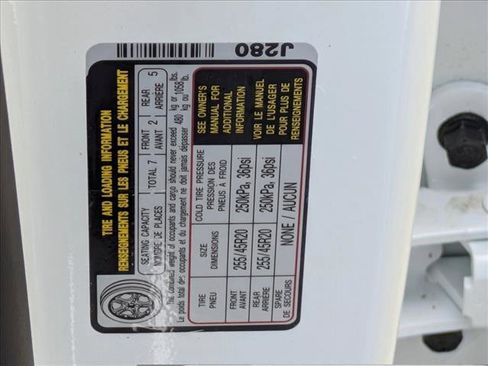 TIRE AND LOADING INFORMATION
RENSEIGNEMENTS SUR LES PNEUS ET LE CHARGEMENT
SEATING CAPACITY
NOMBRE DE PLACES
TOTAL 7
FRONT 2
AVANT
REAR 5
ARRIÈRE
The combined weight of occupants and cargo should never exceed 480 kg or 1058 lbs.
Le poids total des occupants et du chargement ne doit jamais dépasser 480 kg ou 1058 lb.
TIRE
PNEU
SIZE
DIMENSIONS
COLD TIRE PRESSURE
PRESSION DES
PNEUS À FROID
FRONT
AVANT
255/45R20
250kPa, 36psi
REAR
ARRIÈRE
255/45R20
250kPa, 36psi
SPARE
DE SECOURS
NONE / AUCUN
SEE OWNER'S
MANUAL FOR
ADDITIONAL
INFORMATION
VOIR LE MANUEL
DE L'USAGER
POUR PLUS DE
RENSEIGNEMENTS
J280